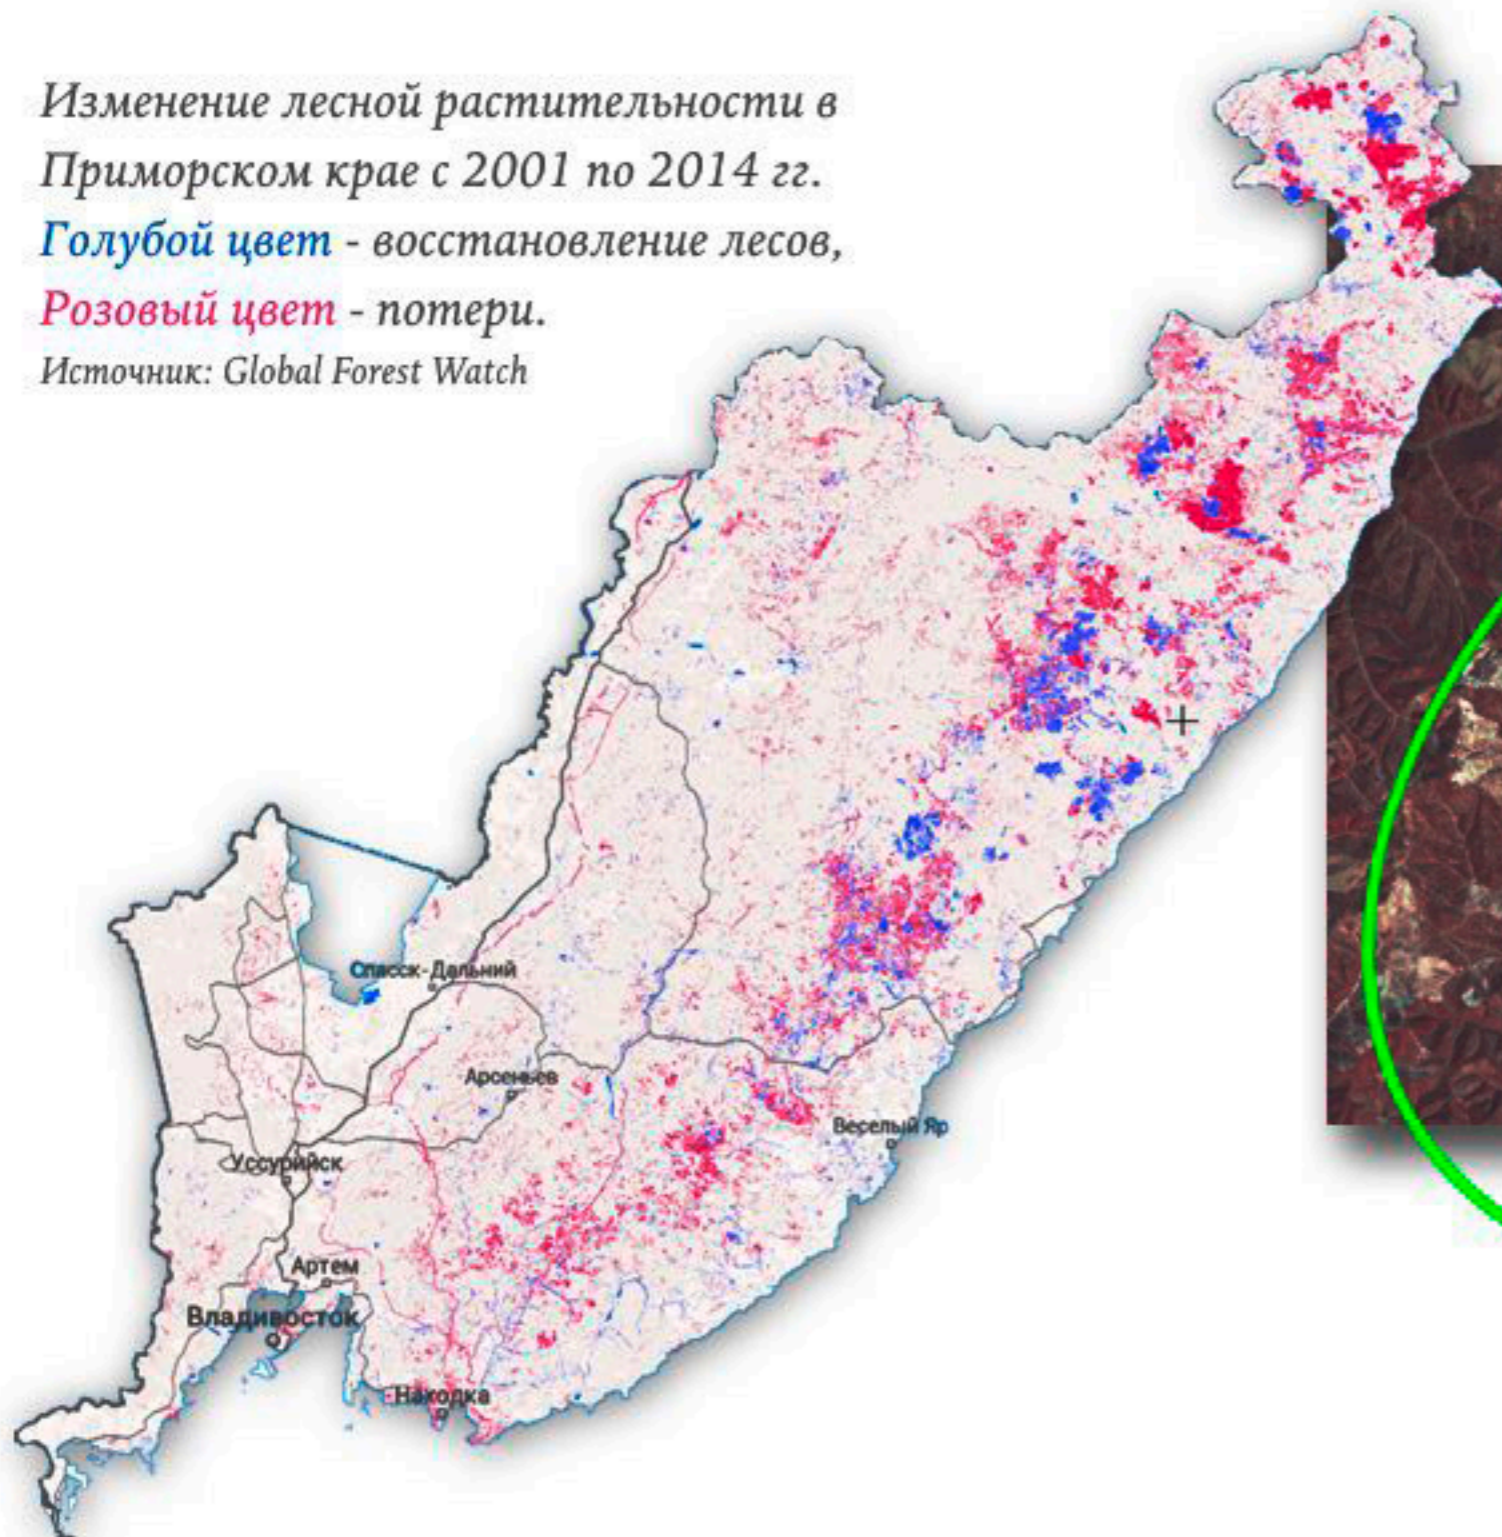 Изменение лесной растительности в
Приморском крае с 2001 по 2014 гг.
Голубой цвет - восстановление лесов,
Розовый цвет - потери.
Источник: Global Forest Watch
Спасск-Дальний
Арсеньев
Веселый Яр
Уссурийск
Артем
Владивосток
Находка